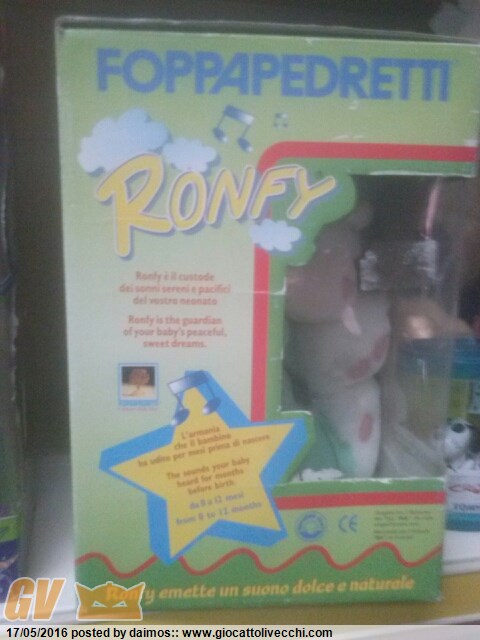 FOPPAPEDRETTI
RONFY
Ronfy è il custode
dei sonni sereni e pacifici
del vostro neonato
Ronfy is the guardian
of your baby's peaceful,
sweet dreams.
L'armonia
che il bambino
ha udito per mesi prima di nascere
The sounds your baby
heard for months
before birth
da 0 a 12 mesi
from 0 to 12 months
CE
Ronfy emette un suono dolce e naturale
GV
17/05/2016 posted by daimos:: www.giocattolivecchi.com